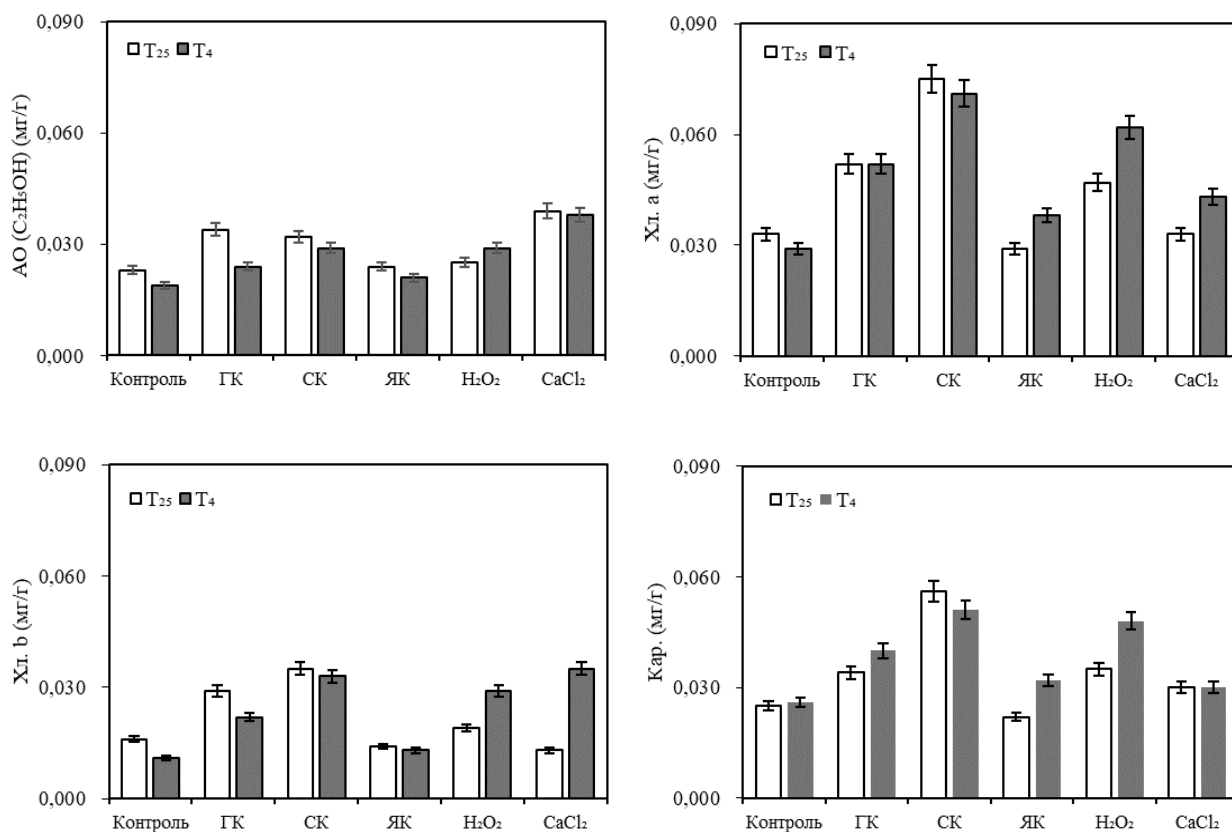 АО (C₂H₅OH) (мг/г)
0,090
0,060
0,030
0,000
T₂₅ T₄
Контроль ГК СК ЯК H₂O₂ CaCl₂
Хл. a (мг/г)
0,090
0,060
0,030
0,000
T₂₅ T₄
Контроль ГК СК ЯК H₂O₂ CaCl₂
Хл. b (мг/г)
0,090
0,060
0,030
0,000
T₂₅ T₄
Контроль ГК СК ЯК H₂O₂ CaCl₂
Кар. (мг/г)
0,090
0,060
0,030
0,000
T₂₅ T₄
Контроль ГК СК ЯК H₂O₂ CaCl₂